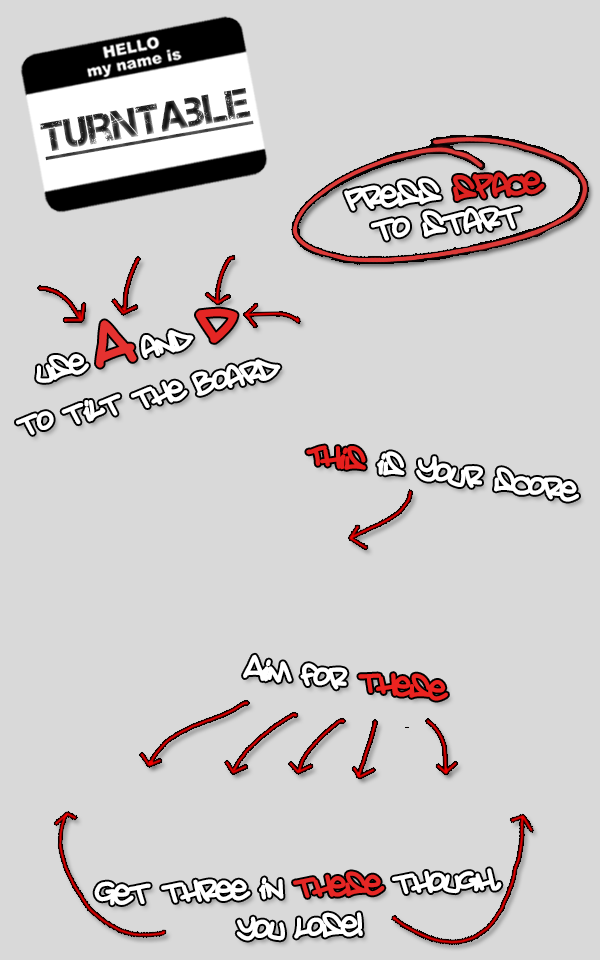 HELLO
my name is
TURNTABLE
PRESS SPACE
TO START
USE A AND D
TO TILT THE BOARD
THIS IS YOUR SCORE
AIM FOR THESE
GET THREE IN THESE THOUGH,
YOU LOSE!